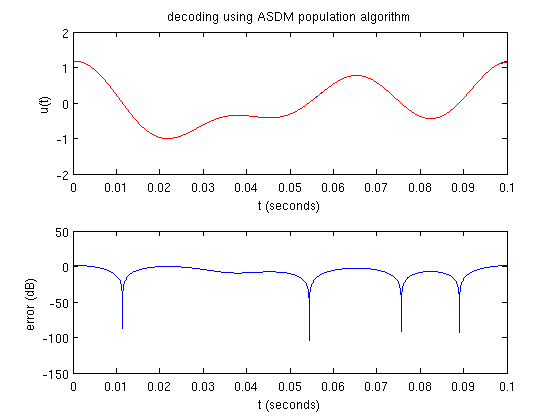 decoding using ASDM population algorithm
2
1
0
-1
-2
u(t)
0 0.01 0.02 0.03 0.04 0.05 0.06 0.07 0.08 0.09 0.1
t (seconds)
50
0
-50
-100
-150
error (dB)
0 0.01 0.02 0.03 0.04 0.05 0.06 0.07 0.08 0.09 0.1
t (seconds)